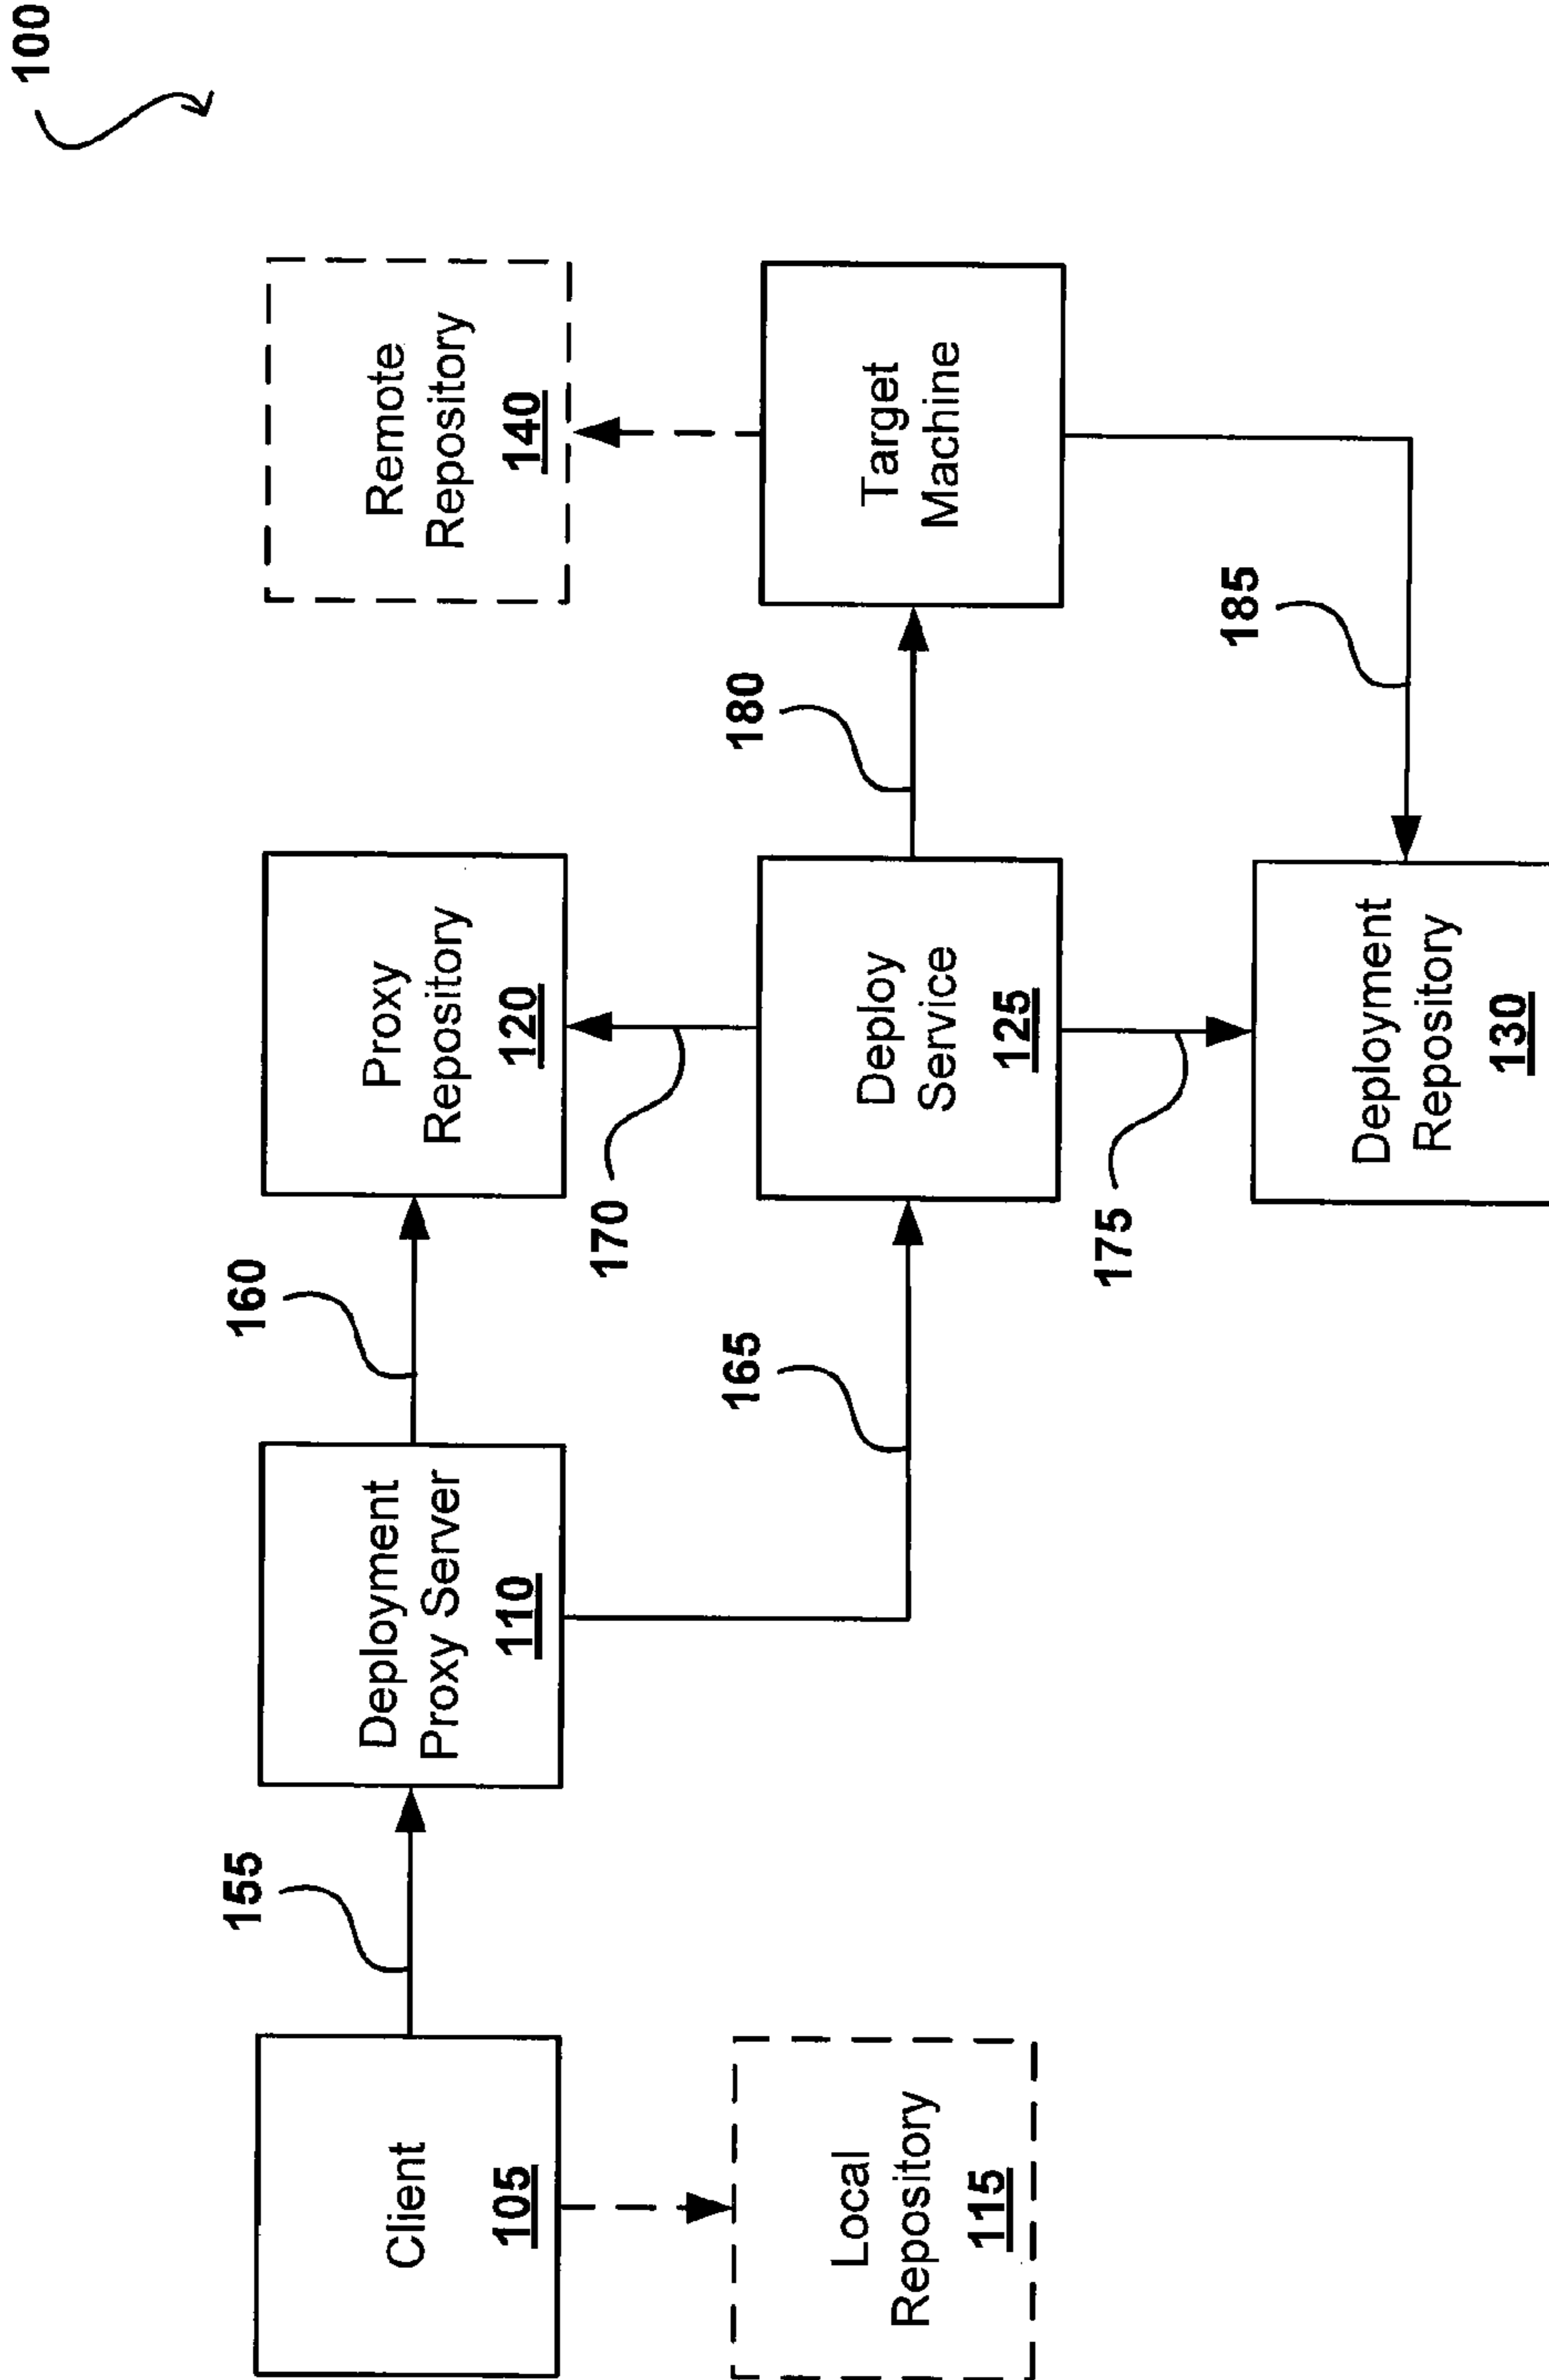 100
Remote
Repository
140
Target
Machine
180
185
Proxy
Repository
120
Deploy
Service
125
Deployment
Repository
130
160
170
165
175
Deployment
Proxy Server
110
155
Client
105
Local
Repository
115